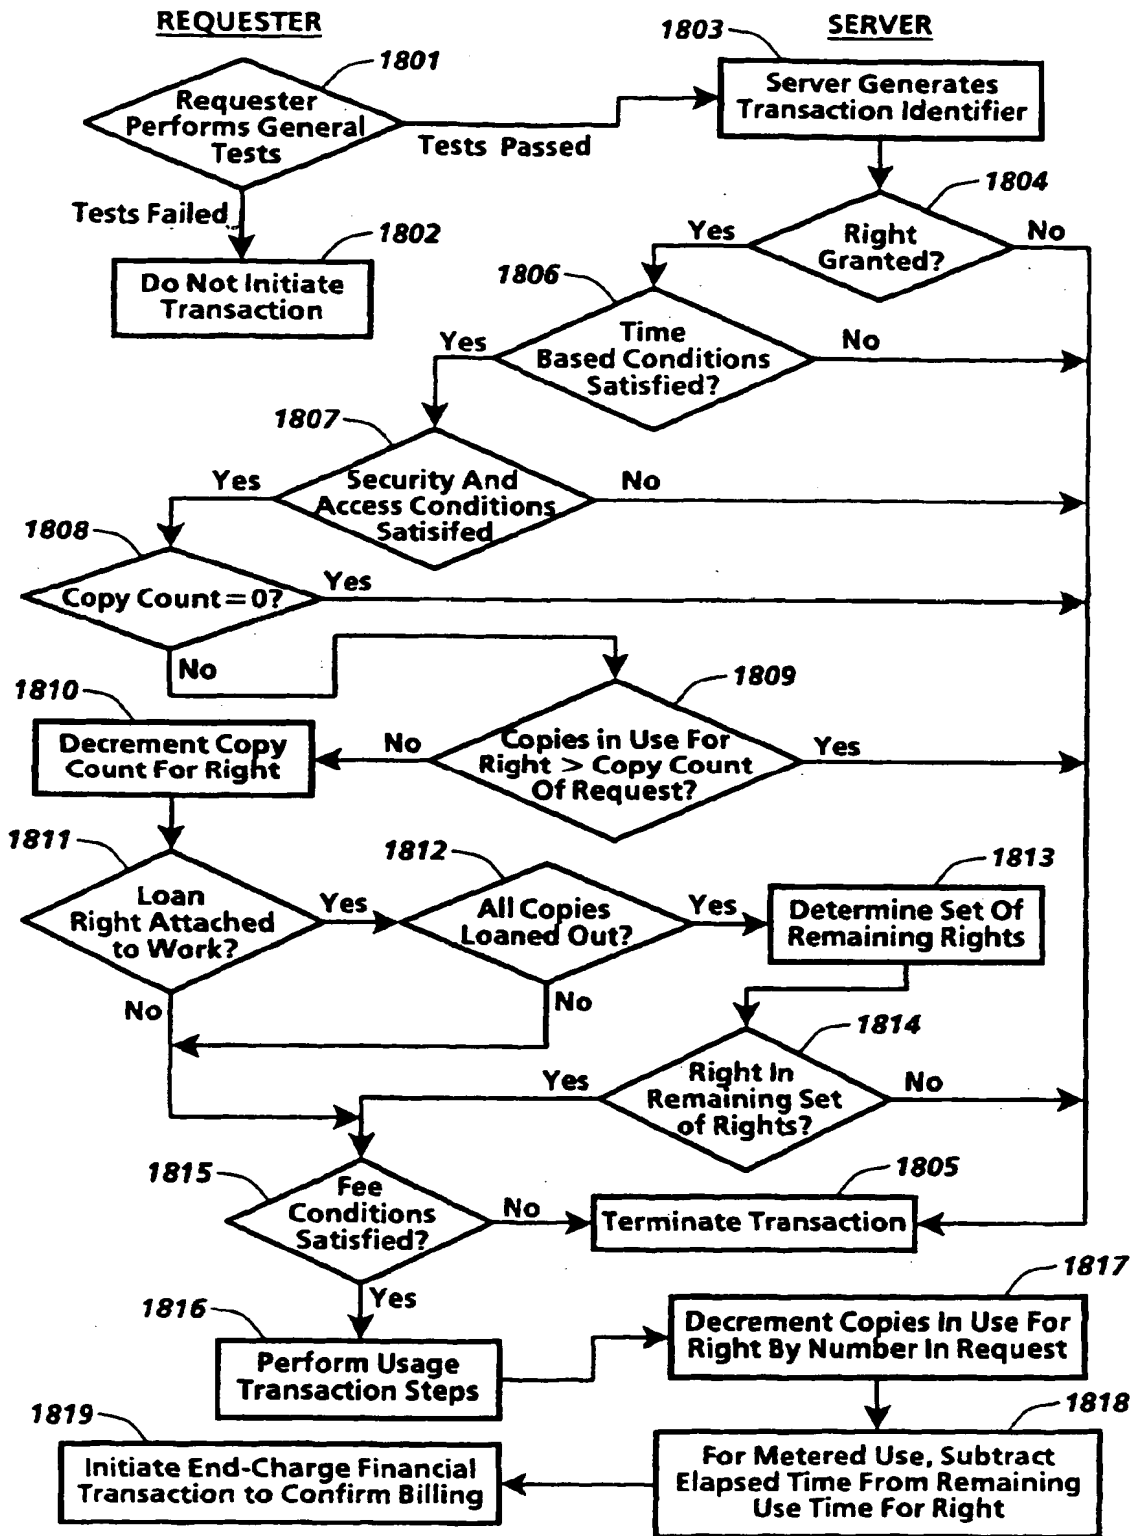 REQUESTER
SERVER
1801
1803
Requester
Performs General
Tests
Tests Passed
Server Generates
Transaction Identifier
Tests Failed
1802
Do Not Initiate
Transaction
1804
Right
Granted?
Yes
No
1806
Time
Based Conditions
Satisfied?
Yes
No
1807
Security And
Access Conditions
Satisifed
Yes
No
1808
Copy Count=0?
Yes
No
1809
Copies in Use For
Right > Copy Count
Of Request?
No
Yes
1810
Decrement Copy
Count For Right
1811
Loan
Right Attached
to Work?
Yes
No
1812
All Copies
Loaned Out?
Yes
No
1813
Determine Set Of
Remaining Rights
1814
Right In
Remaining Set
of Rights?
Yes
No
1815
Fee
Conditions
Satisfied?
No
Yes
1805
Terminate Transaction
1816
Perform Usage
Transaction Steps
1817
Decrement Copies In Use For
Right By Number In Request
1818
For Metered Use, Subtract
Elapsed Time From Remaining
Use Time For Right
1819
Initiate End-Charge Financial
Transaction to Confirm Billing